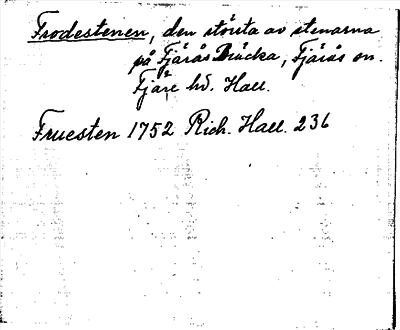 Frodestenen, den största av stenarna
på Fjärås Bräcka, Fjärås sn.
Fjäre hd. Hall.
Fruesten 1752 Rich. Hall. 236